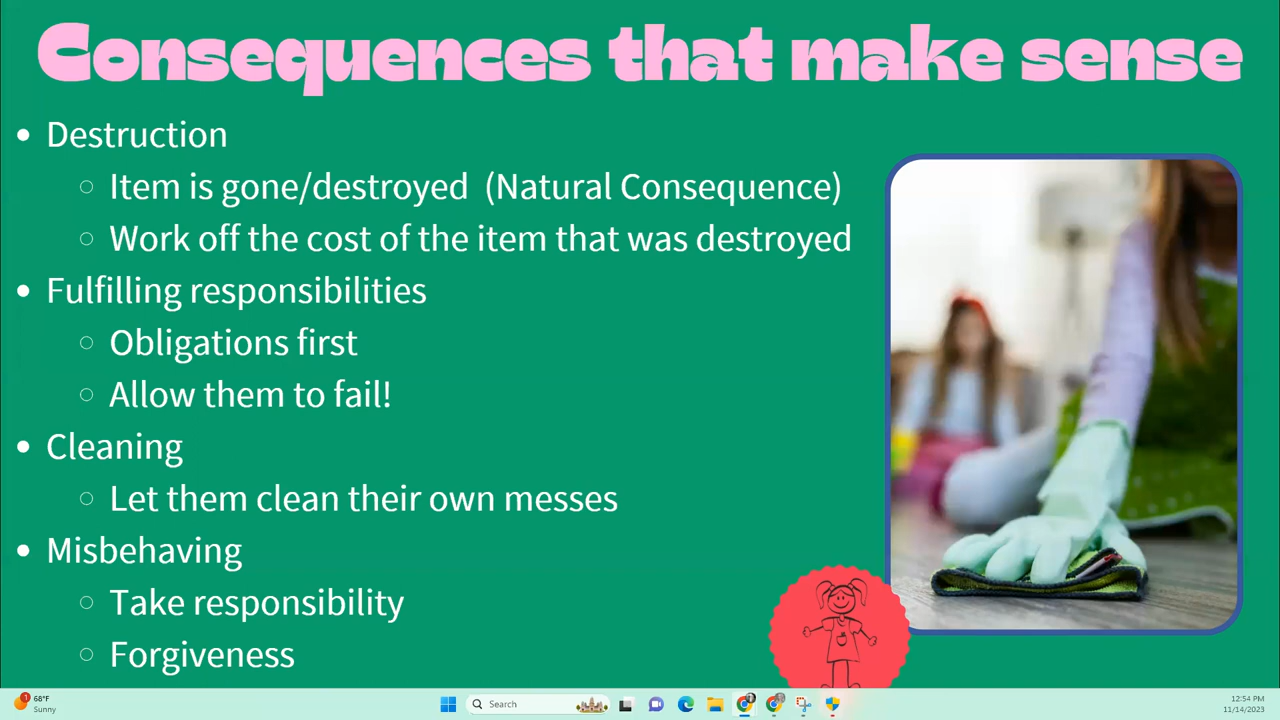 Consequences that make sense
Destruction
Item is gone/destroyed (Natural Consequence)
Work off the cost of the item that was destroyed
Fulfilling responsibilities
Obligations first
Allow them to fail!
Cleaning
Let them clean their own messes
Misbehaving
Take responsibility
Forgiveness
1
68°F
Sunny
Search
12:54 PM
11/14/2023